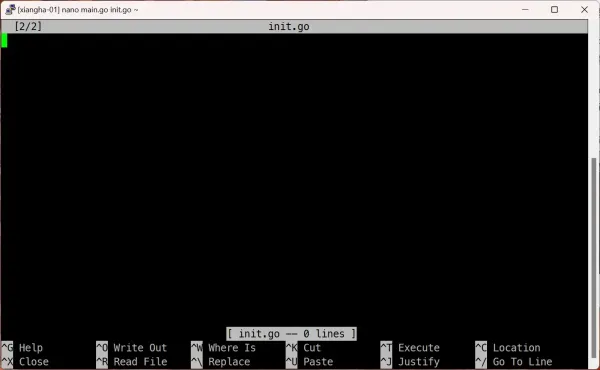 [xiangha-01] nano main.go init.go ~
[2/2] init.go
[ init.go -- 0 lines ]
^G Help ^O Write Out ^W Where Is ^K Cut ^T Execute ^C Location
^X Close ^R Read File ^\ Replace ^U Paste ^J Justify ^/ Go To Line